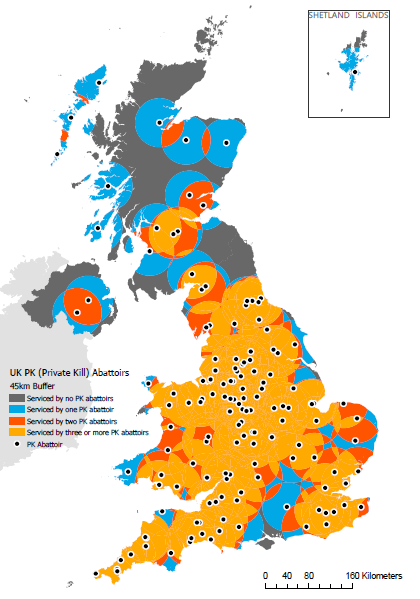 SHETLAND ISLANDS
UK PK (Private Kill) Abattoirs
45km Buffer
Serviced by no PK abattoirs
Serviced by one PK abattoir
Serviced by two PK abattoirs
Serviced by three or more PK abattoirs
PK Abattoir
0 40 80 160 Kilometers